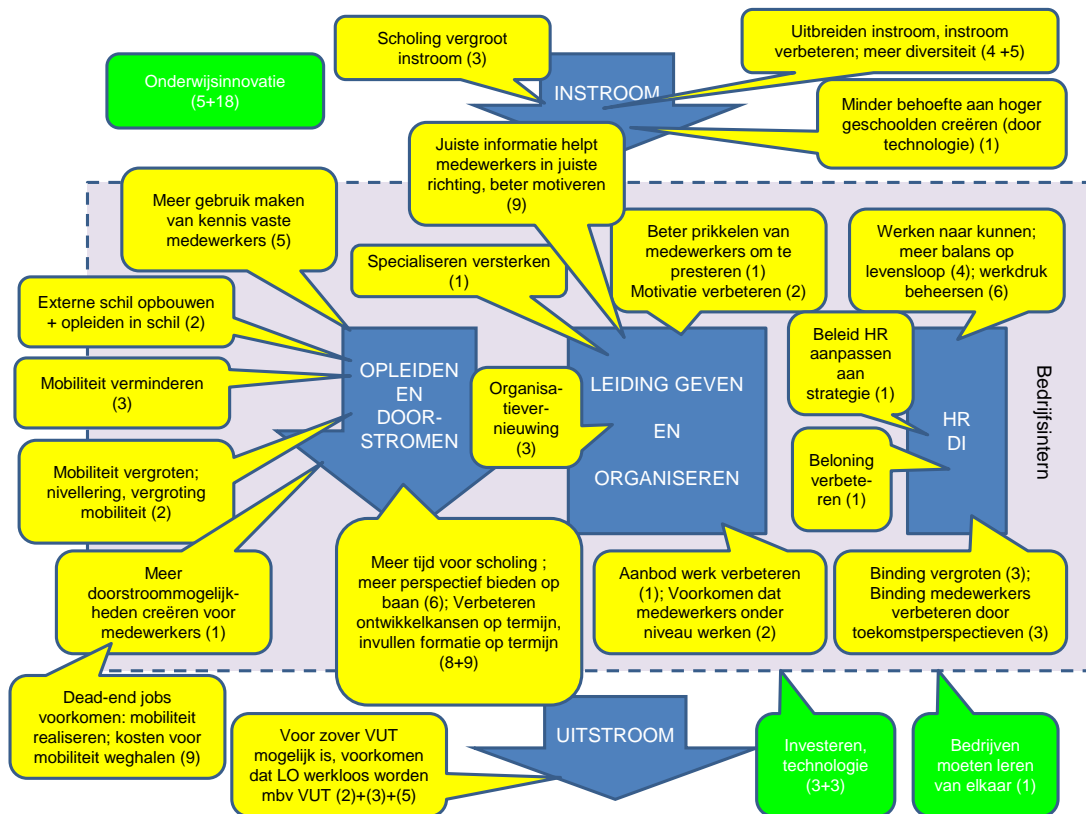 Scholing vergroot
instroom (3)
Uitbreiden instroom, instroom
verbeteren; meer diversiteit (4 +5)
Onderwijsinnovatie
(5+18)
INSTROOM
Minder behoefte aan hoger
geschoolden creëren (door
technologie) (1)
Juiste informatie helpt
medewerkers in juiste
richting, beter motiveren
(9)
Meer gebruik maken
van kennis vaste
medewerkers (5)
Specialiseren versterken
(1)
Beter prikkelen van
medewerkers om te
presteren (1)
Motivatie verbeteren (2)
Werken naar kunnen;
meer balans op
levensloop (4); werkdruk
beheersen (6)
Externe schil opbouwen
+ opleiden in schil (2)
Mobiliteit verminderen
(3)
OPLEIDEN
EN
DOOR-
STROMEN
Organisa-
tiever-
nieuwing
(3)
LEIDING GEVEN
EN
ORGANISEREN
Beleid HR
aanpassen
aan
strategie (1)
HR
DI
Bedrijfsintern
Mobiliteit vergroten;
nivellering, vergroting
mobiliteit (2)
Beloning
verbete-
ren (1)
Meer
doorstroommogelijk-
heden creëren voor
medewerkers (1)
Meer tijd voor scholing ;
meer perspectief bieden op
baan (6); Verbeteren
ontwikkelkansen op termijn,
invullen formatie op termijn
(8+9)
Aanbod werk verbeteren
(1); Voorkomen dat
medewerkers onder
niveau werken (2)
Binding vergroten (3);
Binding medewerkers
verbeteren door
toekomstperspectieven (3)
Dead-end jobs
voorkomen: mobiliteit
realiseren; kosten voor
mobiliteit weghalen (9)
Voor zover VUT
mogelijk is, voorkomen
dat LO werkloos worden
mbv VUT (2)+(3)+(5)
UITSTROOM
Investeren,
technologie
(3+3)
Bedrijven
moeten leren
van elkaar (1)